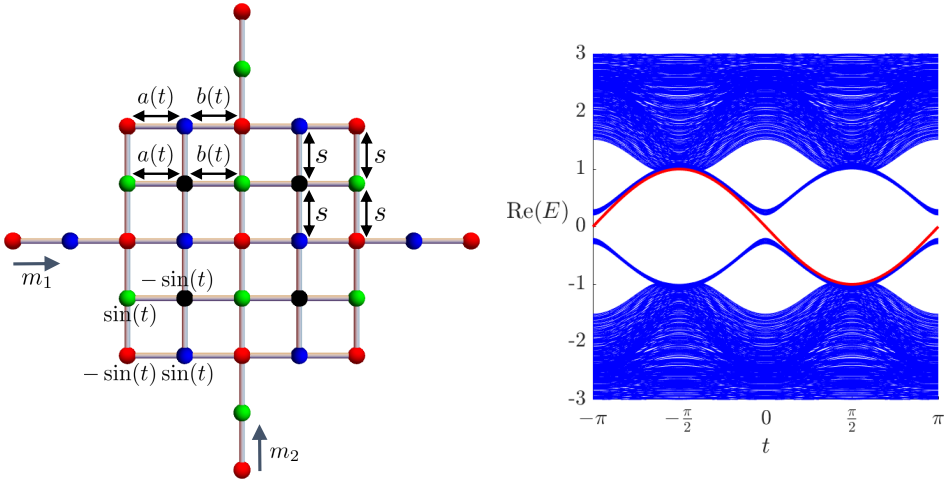 a(t) b(t)
s s
a(t) b(t)
s s
m₁
− sin(t)
sin(t)
− sin(t) sin(t)
m₂
3
2
1
Re(E) 0
-1
-2
-3
−π −π/2 0 π/2 π
t